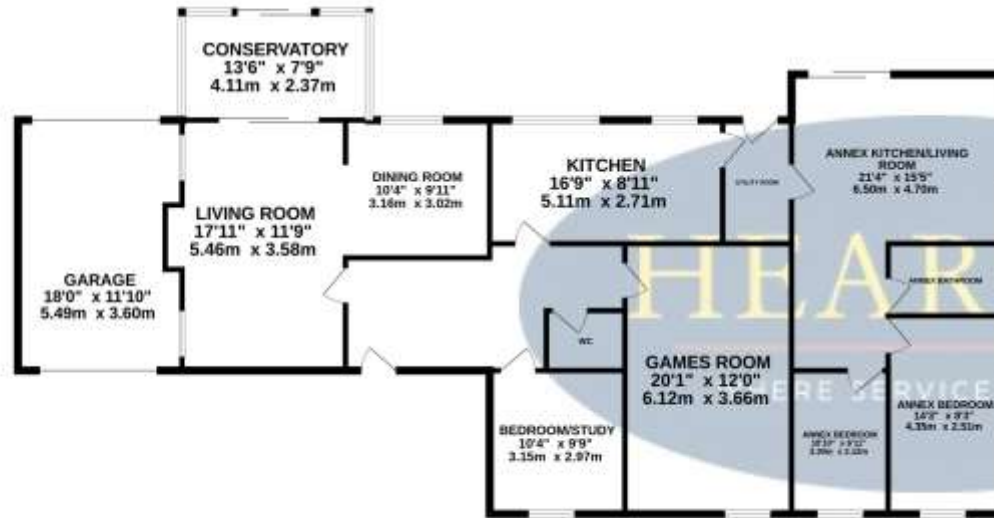 CONSERVATORY
13'6" x 7'9"
4.11m x 2.37m
KITCHEN
16'9" x 8'11"
5.11m x 2.71m
DINING ROOM
10'4" x 9'11"
3.16m x 3.02m
UTILITY ROOM
ANNEX KITCHEN/LIVING
ROOM
21'4" x 15'5"
6.50m x 4.70m
LIVING ROOM
17'11" x 11'9"
5.46m x 3.58m
GARAGE
18'0" x 11'10"
5.49m x 3.60m
HEAR
ANNEX BATHROOM
WC
GAMES ROOM
20'1" x 12'0"
6.12m x 3.66m
HERE SERVICE
ANNEX BEDROOM
14'3" x 8'3"
4.35m x 2.51m
BEDROOM/STUDY
10'4" x 9'9"
3.15m x 2.97m
ANNEX BEDROOM